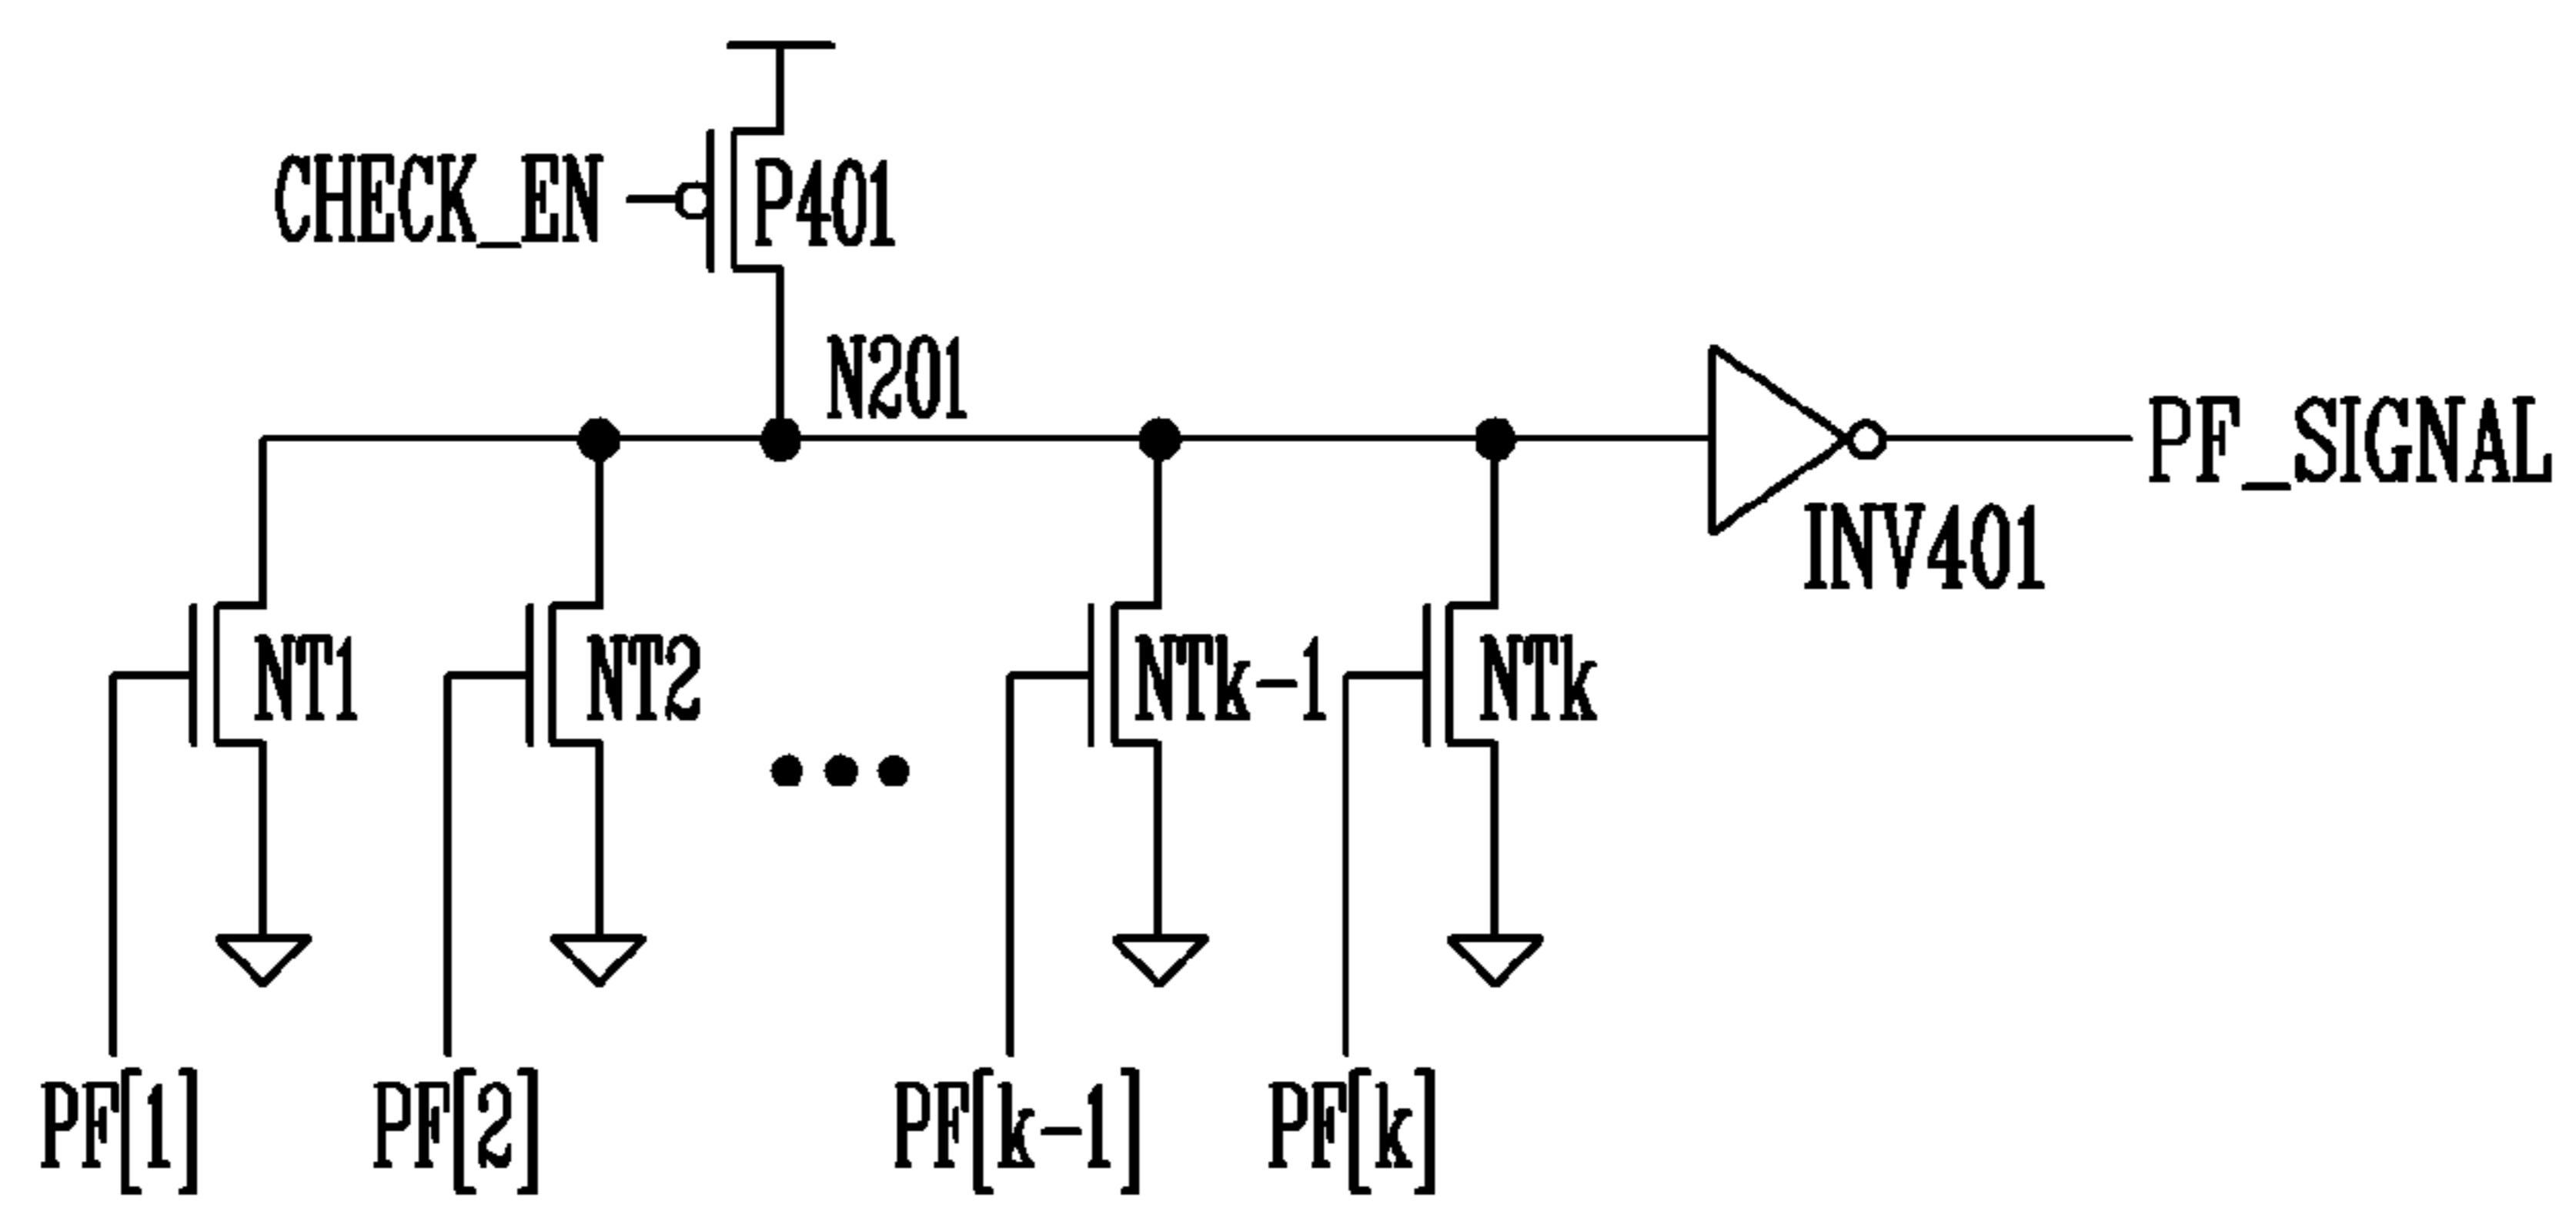 CHECK_EN
P401
N201
PF_SIGNAL
INV401
NT1
NT2
NTk-1
NTk
PF[1]
PF[2]
PF[k-1]
PF[k]